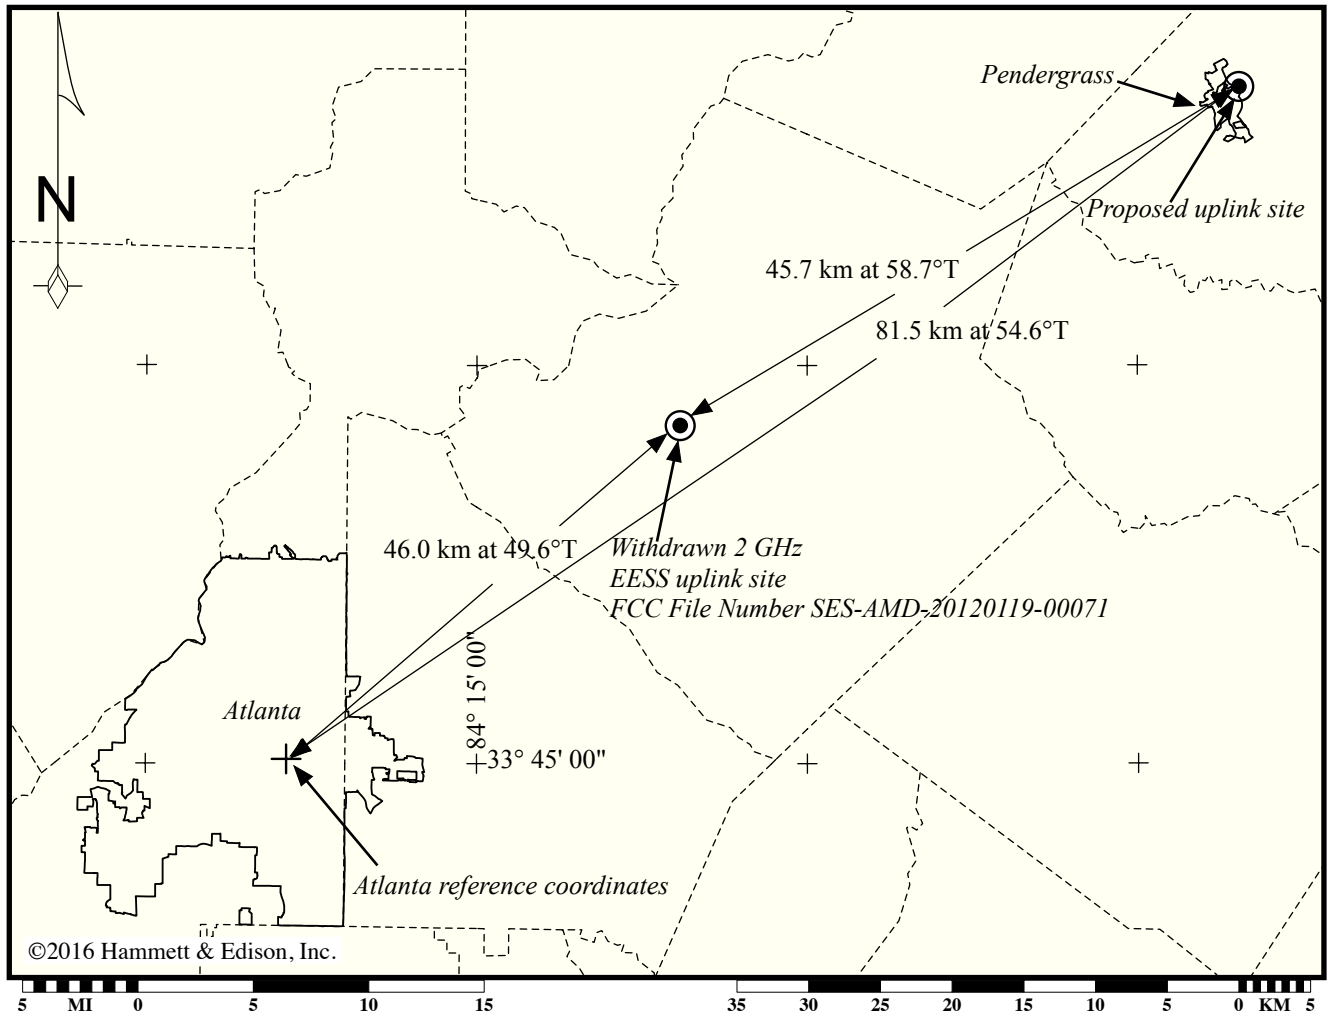 Pendergrass
N
Proposed uplink site
45.7 km at 58.7°T
81.5 km at 54.6°T
46.0 km at 49.6°T
Withdrawn 2 GHz
EESS uplink site
FCC File Number SES-AMD-20120119-00071
84° 15' 00"
Atlanta
33° 45' 00"
Atlanta reference coordinates
©2016 Hammett & Edison, Inc.
5 MI 0 5 10 15 35 30 25 20 15 10 5 0 KM 5